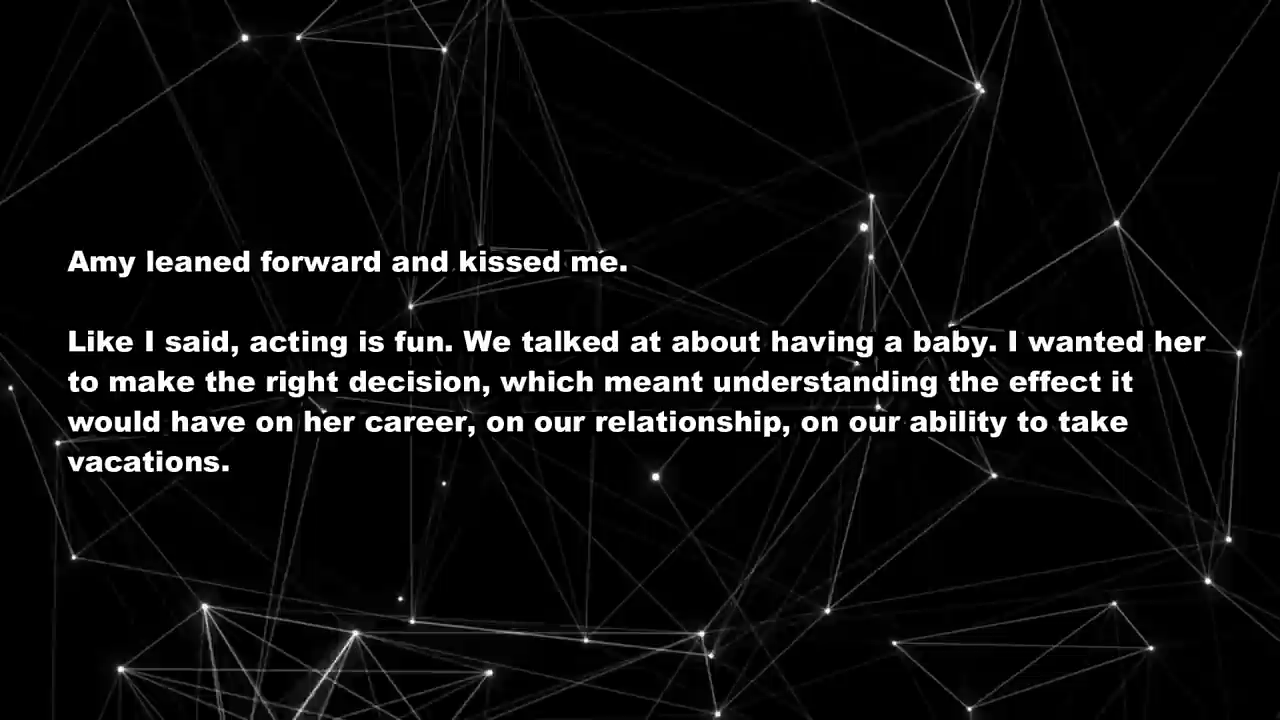 Amy leaned forward and kissed me.
Like I said, acting is fun. We talked at about having a baby. I wanted her
to make the right decision, which meant understanding the effect it
would have on her career, on our relationship, on our ability to take
vacations.